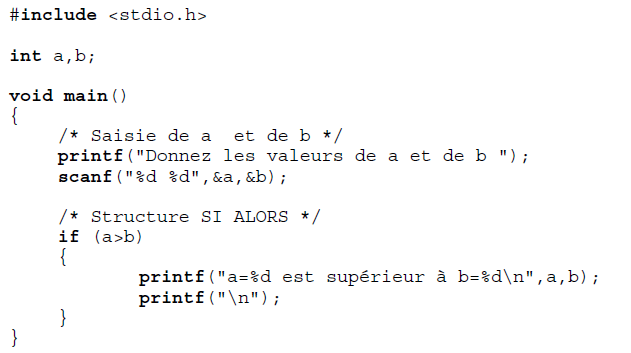 #include <stdio.h>
int a,b;
void main()
{
/* Saisie de a  et de b */
printf("Donnez les valeurs de a et de b ");
scanf("%d %d",&a,&b);
/* Structure SI ALORS */
if (a>b)
{
printf("a=%d est supérieur à b=%d\n",a,b);
printf("\n");
}
}